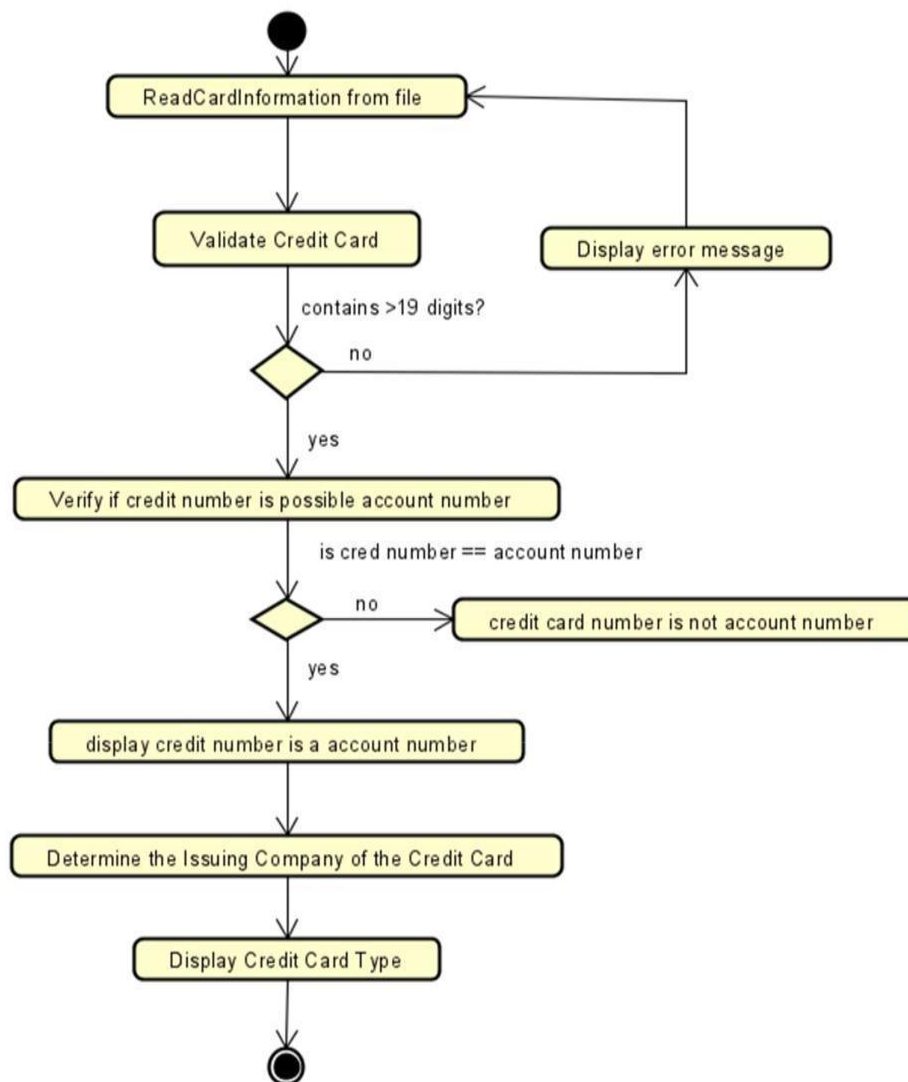 ReadCardInformation from file
Validate Credit Card
Display error message
contains >19 digits?
no
yes
Verify if credit number is possible account number
is cred number == account number
no
credit card number is not account number
yes
display credit number is a account number
Determine the Issuing Company of the Credit Card
Display Credit Card Type